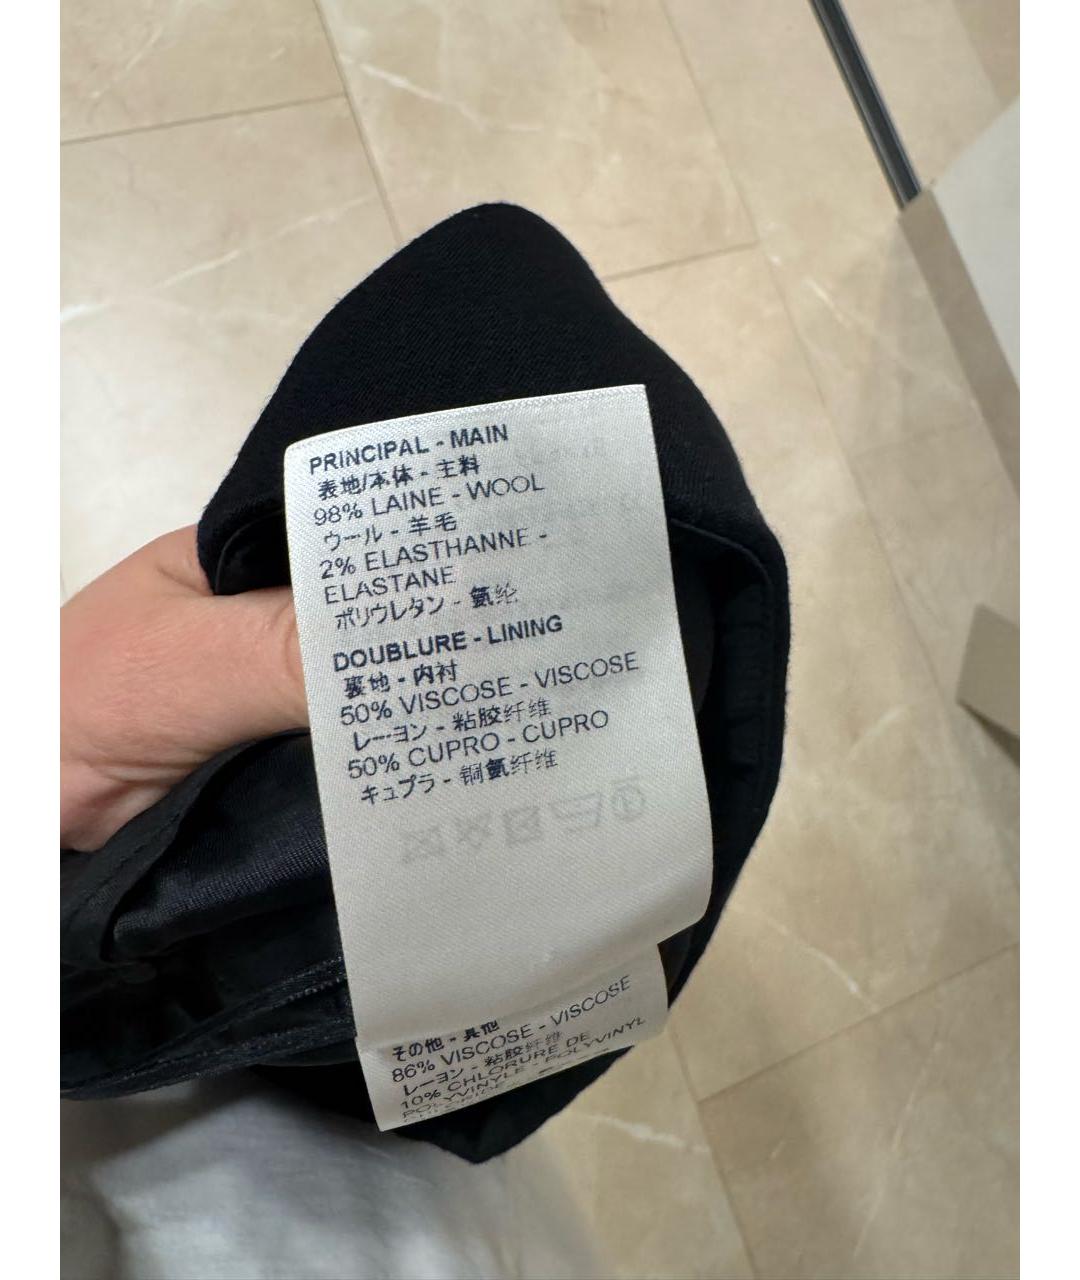 PRINCIPAL - MAIN
表地/本体 - 主料
98% LAINE - WOOL
ウール - 羊毛
2% ELASTHANNE -
ELASTANE
ポリウレタン - 氨纶
DOUBLURE - LINING
裏地 - 内衬
50% VISCOSE - VISCOSE
レーヨン - 粘胶纤维
50% CUPRO - CUPRO
キュプラ - 铜氨纤维
その他 - 其他
86% VISCOSE - VISCOSE
レーヨン - 粘胶纤维
10% CHLORURE DE
POLYVINYLE - POLYVINYL